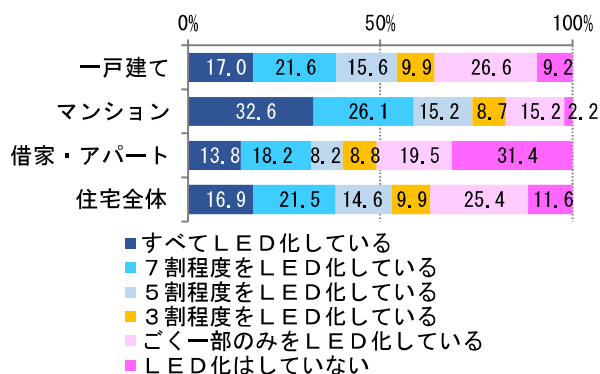 0% 50% 100%
一戸建て 17.0 21.6 15.6 9.9 26.6 9.2
マンション 32.6 26.1 15.2 8.7 15.2 2.2
借家・アパート 13.8 18.2 8.2 8.8 19.5 31.4
住宅全体 16.9 21.5 14.6 9.9 25.4 11.6
すべてＬＥＤ化している
７割程度をＬＥＤ化している
５割程度をＬＥＤ化している
３割程度をＬＥＤ化している
ごく一部のみをＬＥＤ化している
ＬＥＤ化はしていない